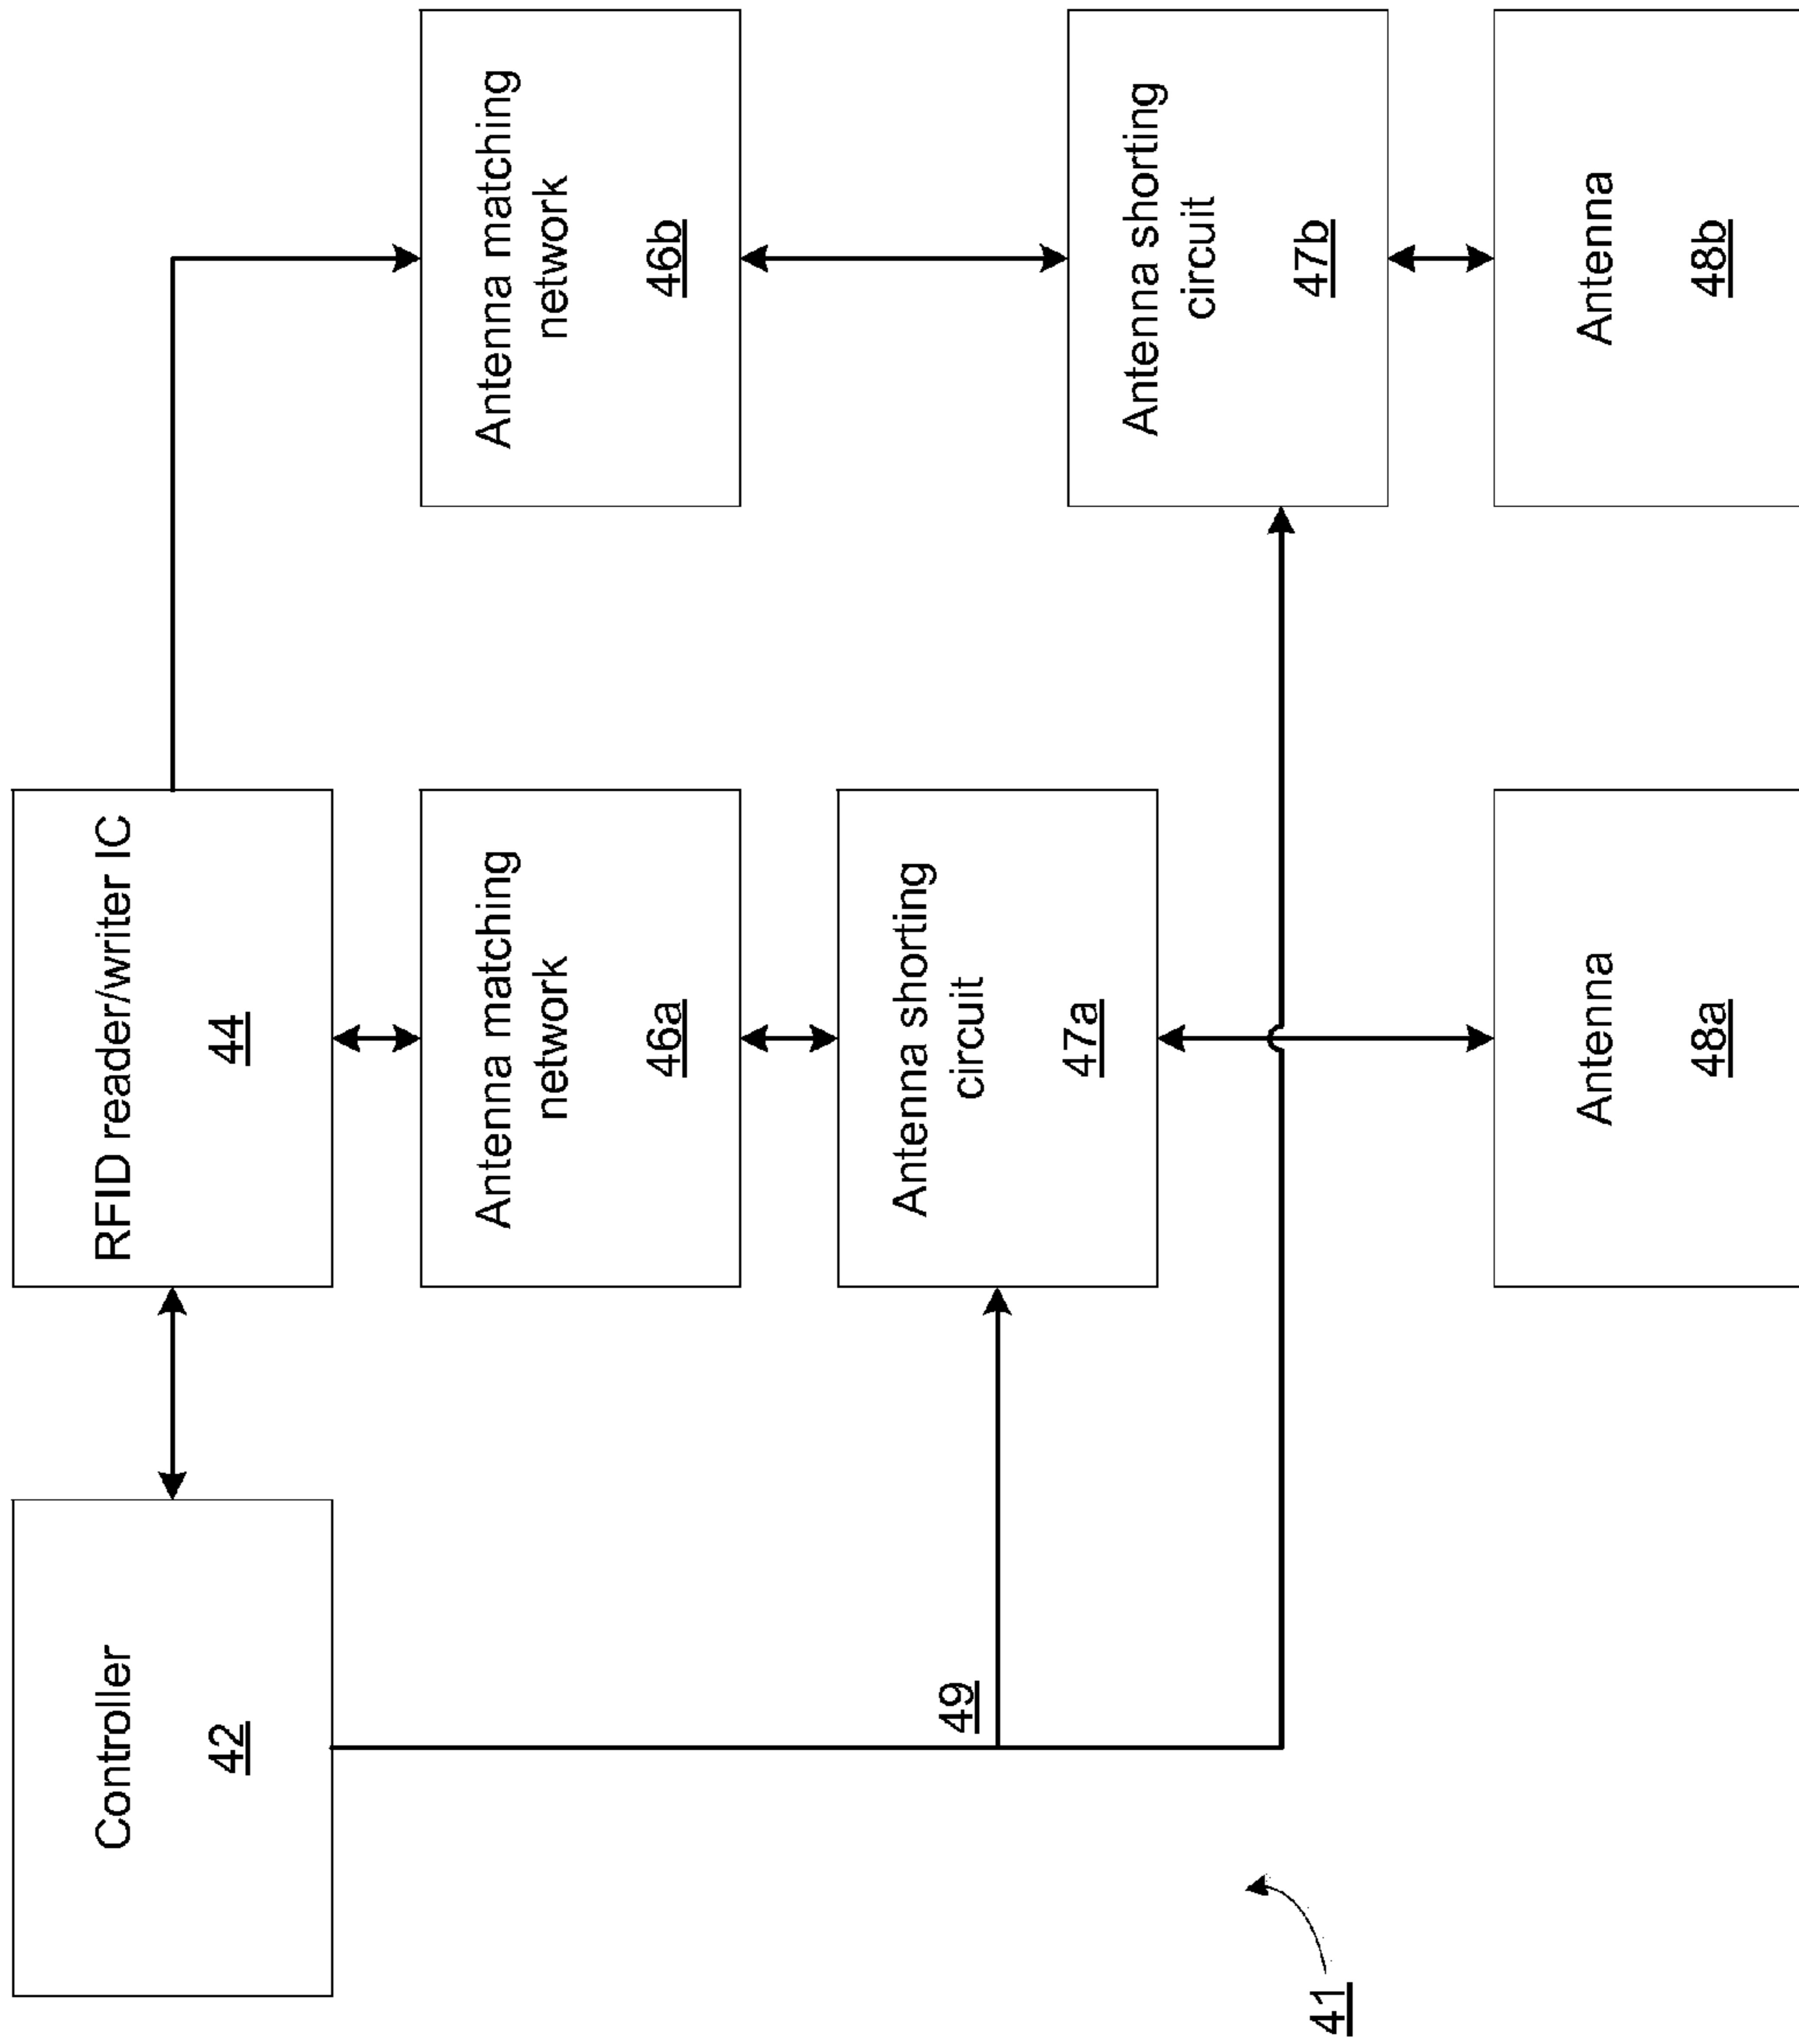 Controller
42
RFID reader/writer IC
44
Antenna matching
network
46a
Antenna matching
network
46b
49
Antenna shorting
circuit
47a
Antenna shorting
circuit
47b
41
Antenna
48a
Antenna
48b